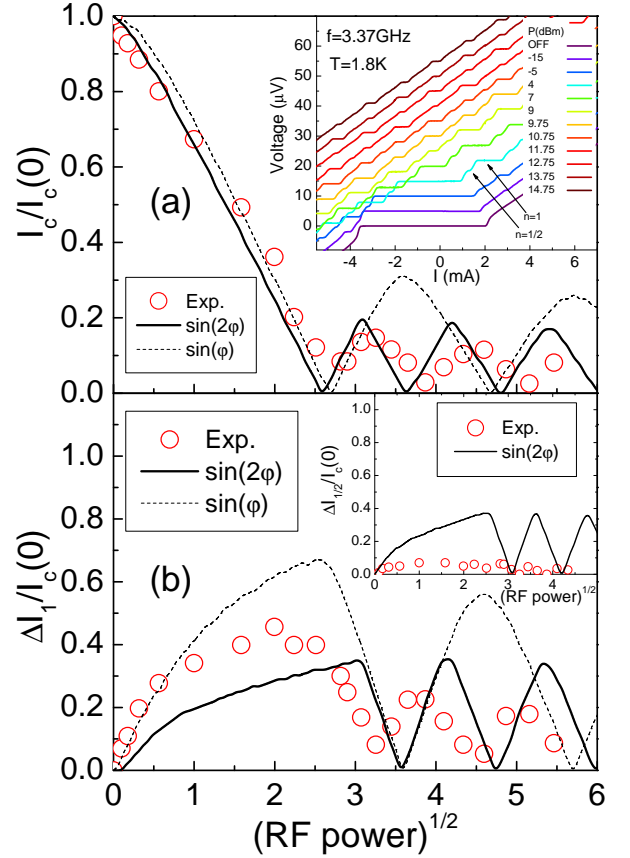 1.0
0.8
0.6
0.4
0.2
0.0
I_c/I_c(0)
(a)
Exp.
sin(2φ)
sin(φ)
f=3.37GHz
T=1.8K
Voltage (µV)
70
60
50
40
30
20
10
0
P(dBm)
OFF
-15
-5
4
7
9
9.75
10.75
11.75
12.75
13.75
14.75
n=1
n=1/2
-4 -2 0 2 4 6
I (mA)
1.0
0.8
0.6
0.4
0.2
0.0
ΔI_1/I_c(0)
(b)
Exp.
sin(2φ)
sin(φ)
1.0
0.8
0.6
0.4
0.2
0.0
ΔI_{1/2}/I_c(0)
Exp.
sin(2φ)
0 1 2 3 4 5
(RF power)^{1/2}
0 1 2 3 4 5 6
(RF power)^{1/2}